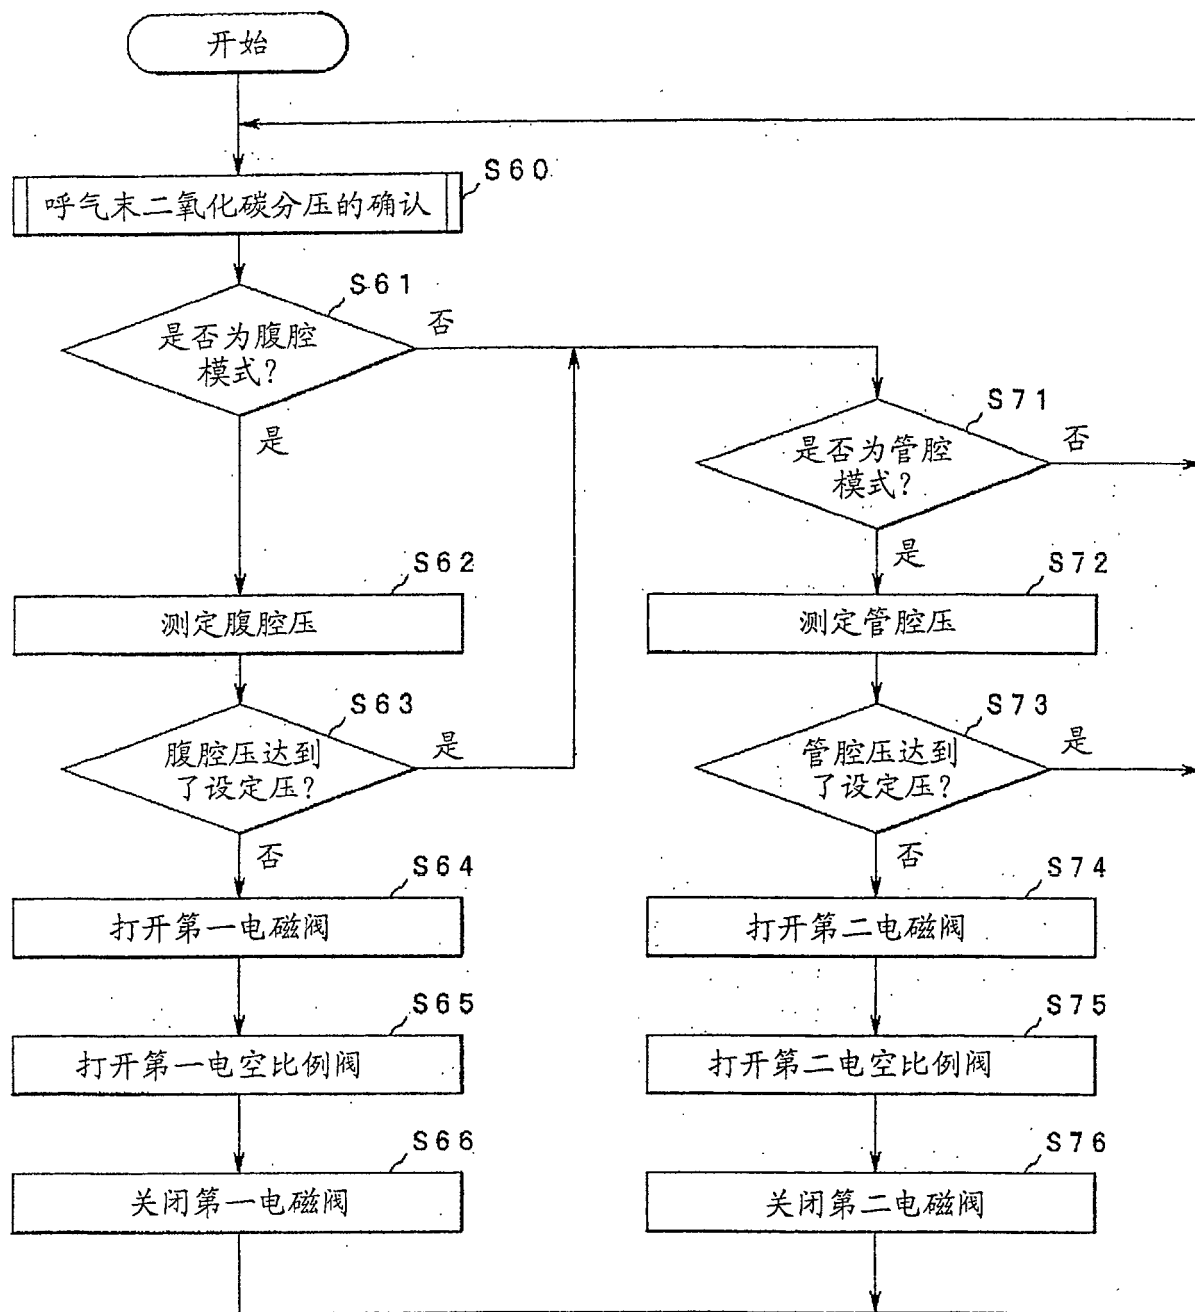 开始
S60
呼气末二氧化碳分压的确认
S61
是否为腹腔
模式?
否
是
S62
测定腹腔压
S63
腹腔压达到
了设定压?
是
否
S64
打开第一电磁阀
S65
打开第一电空比例阀
S66
关闭第一电磁阀
S71
是否为管腔
模式?
否
是
S72
测定管腔压
S73
管腔压达到
了设定压?
是
否
S74
打开第二电磁阀
S75
打开第二电空比例阀
S76
关闭第二电磁阀